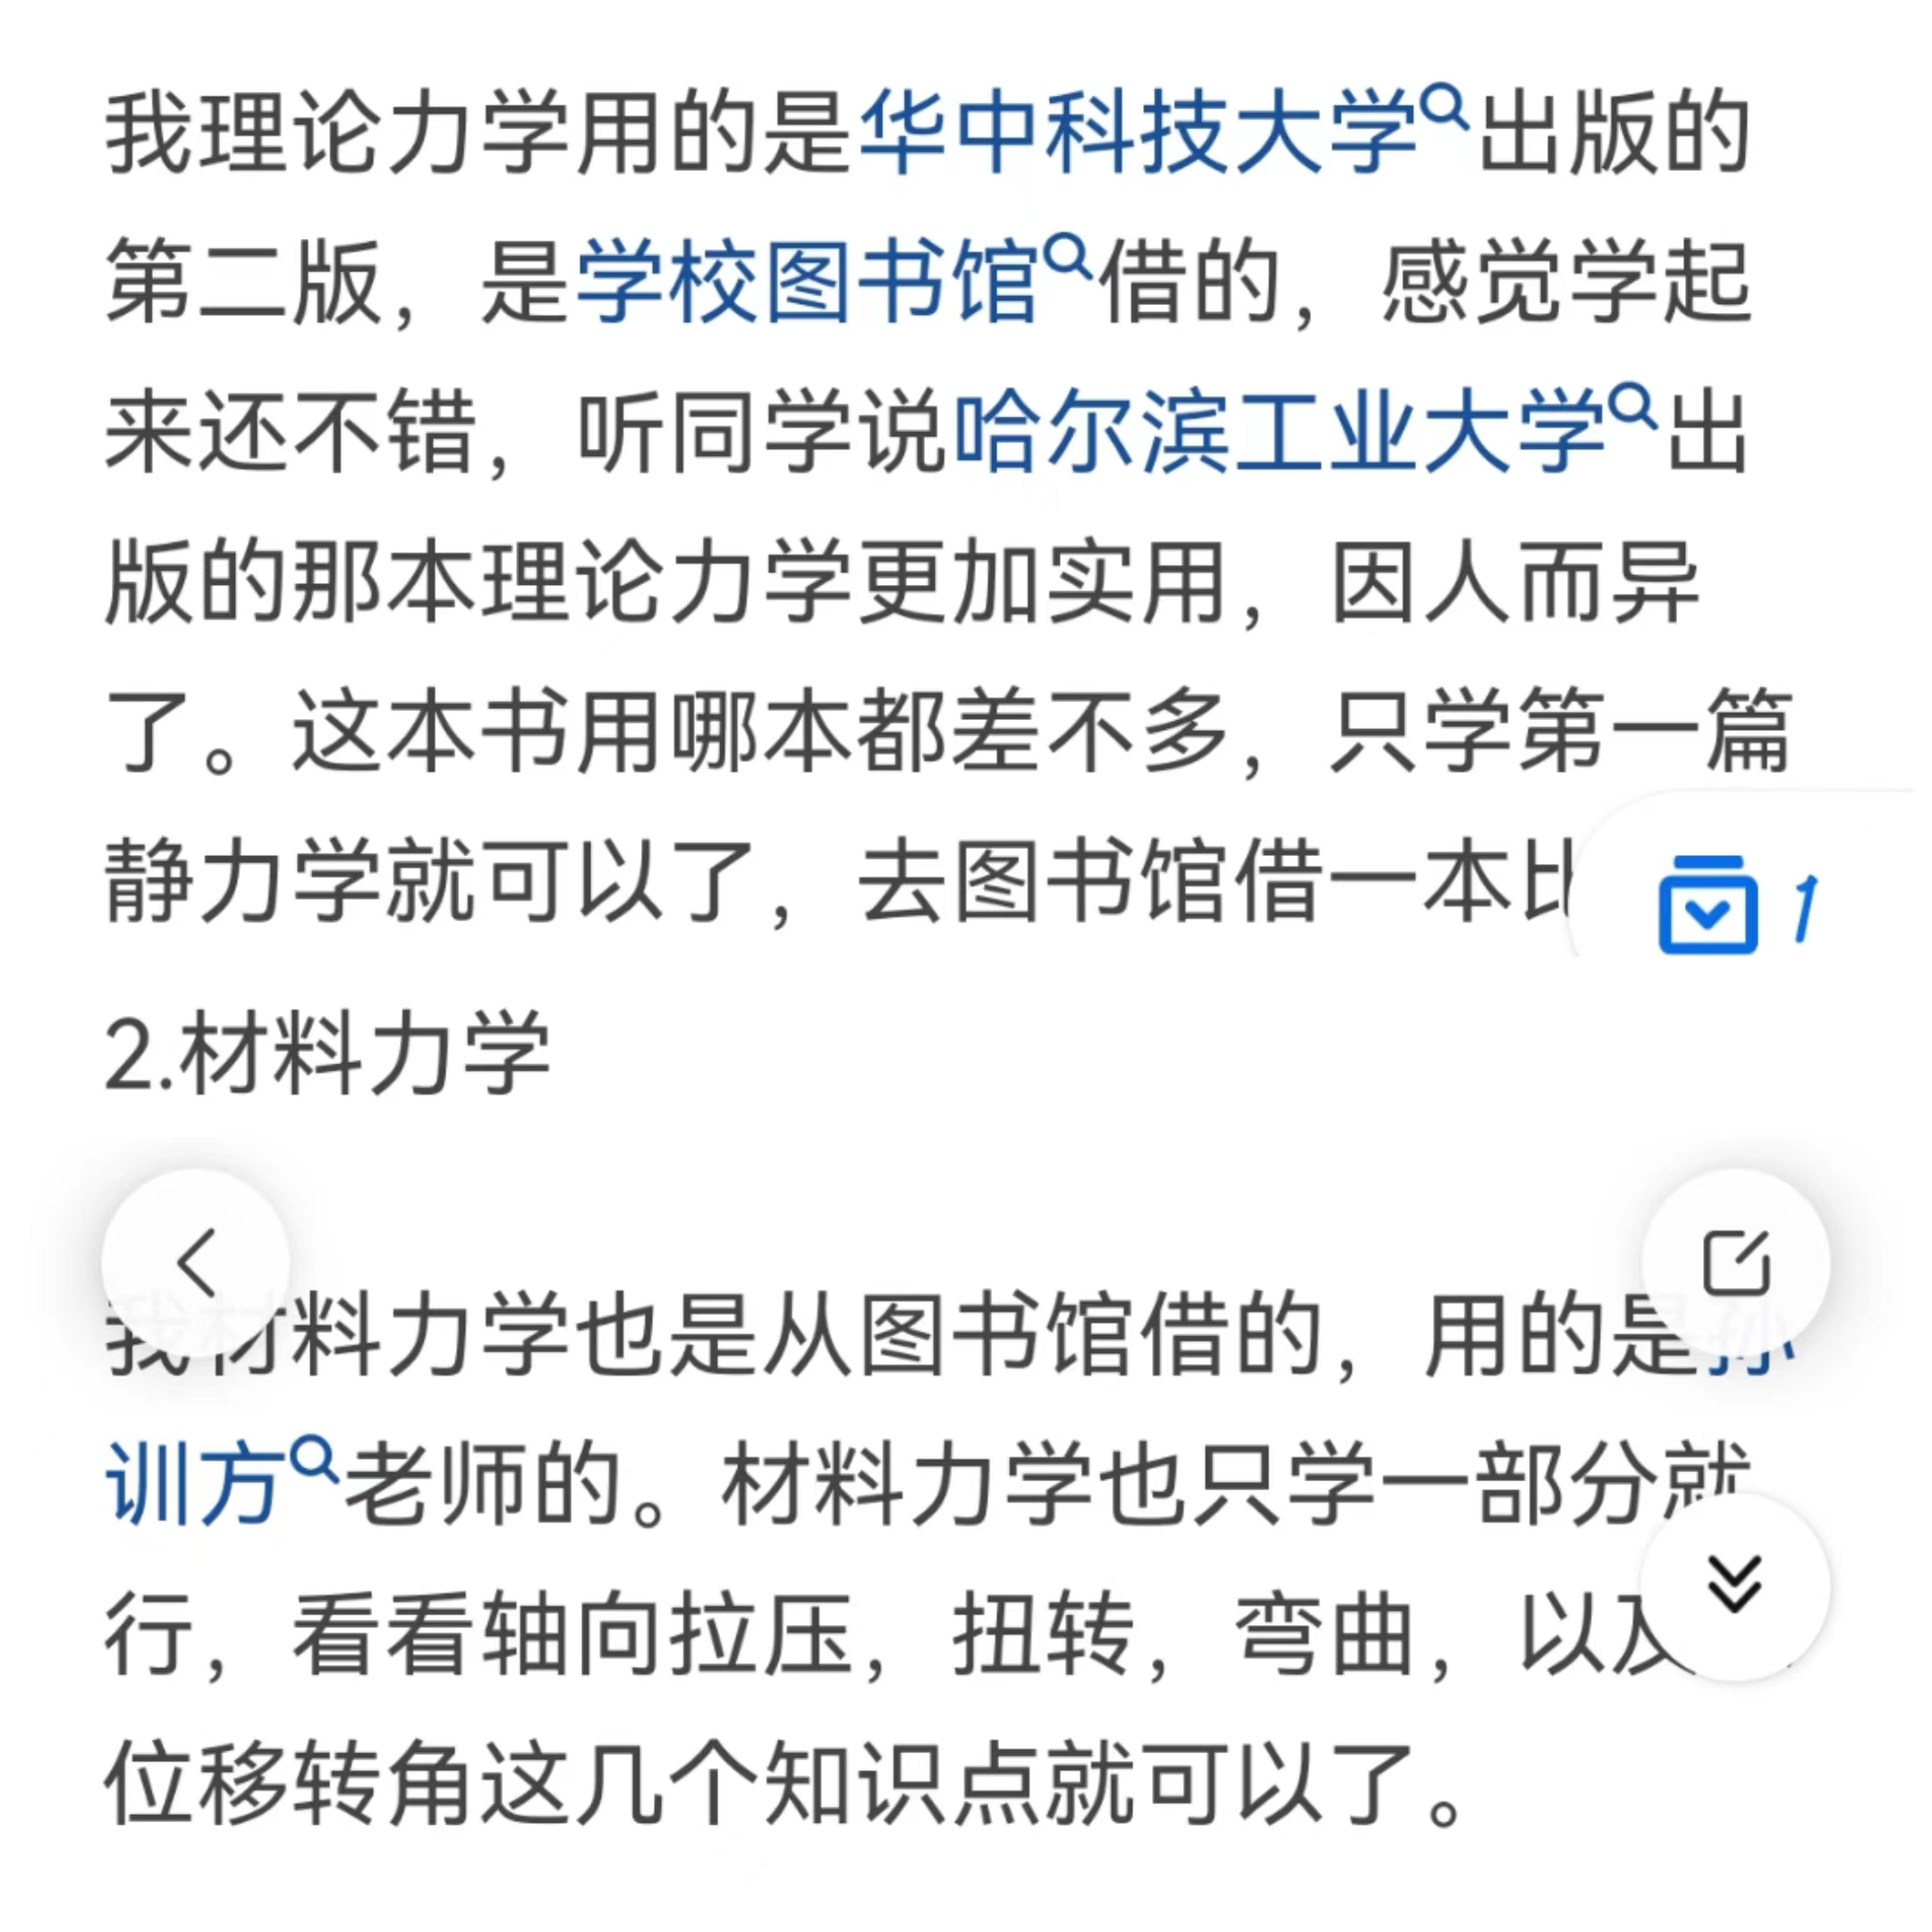 我理论力学用的是华中科技大学出版的
第二版，是学校图书馆借的，感觉学起
来还不错，听同学说哈尔滨工业大学出
版的那本理论力学更加实用，因人而异
了。这本书用哪本都差不多，只学第一篇
静力学就可以了，去图书馆借一本
1
2.材料力学
我材料力学也是从图书馆借的，用的是孙
训方老师的。材料力学也只学一部分就
行，看看轴向拉压，扭转，弯曲，以及
位移转角这几个知识点就可以了。